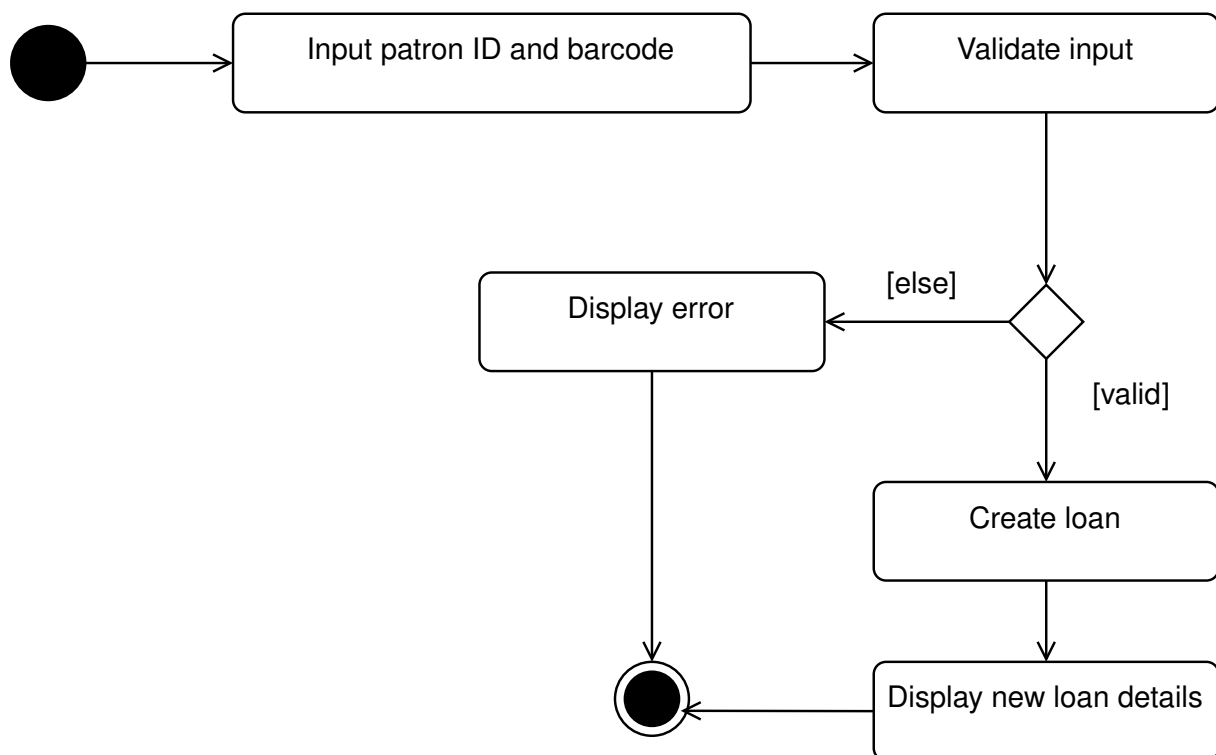 Input patron ID and barcode
Validate input
Display error
[else]
[valid]
Create loan
Display new loan details